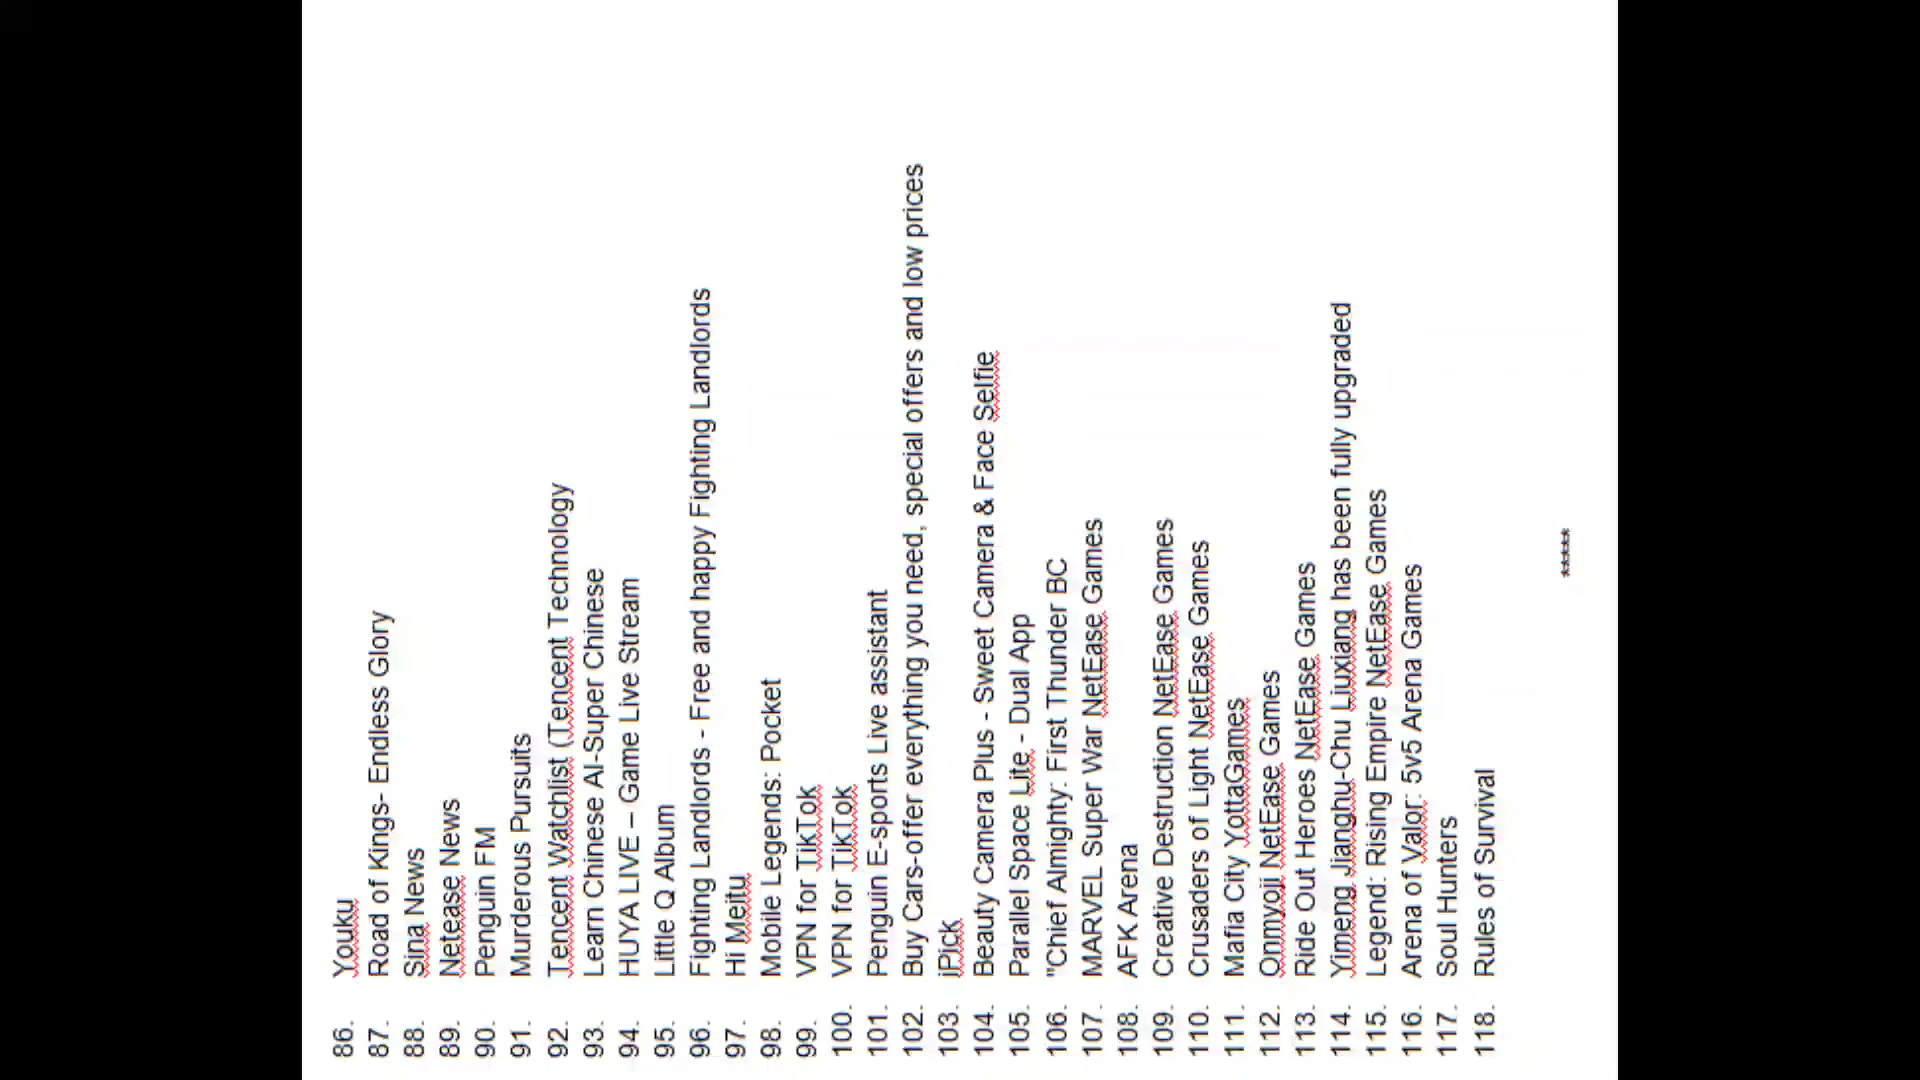 86. Youku
87. Road of Kings- Endless Glory
88. Sina News
89. Netease News
90. Penguin FM
91. Murderous Pursuits
92. Tencent Watchlist (Tencent Technology
93. Learn Chinese AI-Super Chinese
94. HUYA LIVE – Game Live Stream
95. Little Q Album
96. Fighting Landlords - Free and happy Fighting Landlords
97. Hi Meitu
98. Mobile Legends: Pocket
99. VPN for TikTok
100. VPN for TikTok
101. Penguin E-sports Live assistant
102. Buy Cars-offer everything you need, special offers and low prices
103. iPick
104. Beauty Camera Plus - Sweet Camera & Face Selfie
105. Parallel Space Lite - Dual App
106. "Chief Almighty: First Thunder BC
107. MARVEL Super War NetEase Games
108. AFK Arena
109. Creative Destruction NetEase Games
110. Crusaders of Light NetEase Games
111. Mafia City YottaGames
112. Onmyoji NetEase Games
113. Ride Out Heroes NetEase Games
114. Yimeng Jianghu-Chu Liuxiang has been fully upgraded
115. Legend: Rising Empire NetEase Games
116. Arena of Valor: 5v5 Arena Games
117. Soul Hunters
118. Rules of Survival
*****